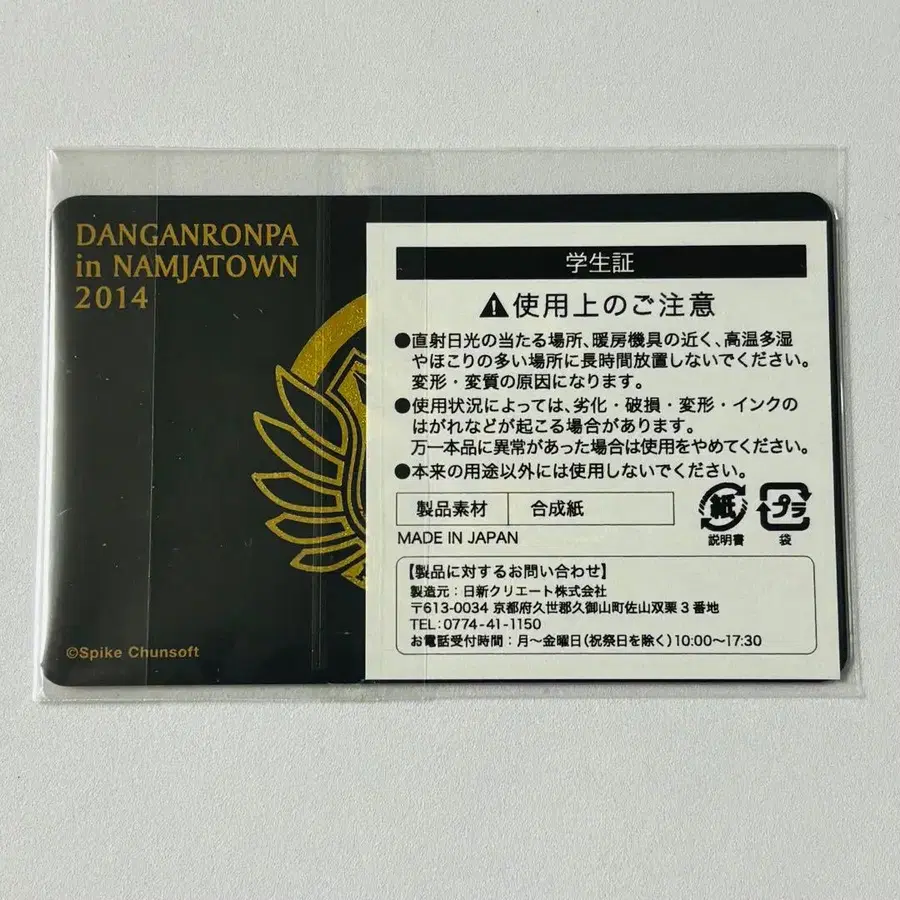 DANGANRONPA
in NAMJATOWN
2014
©Spike Chunsoft
学生証
使用上のご注意
●直射日光の当たる場所、暖房機具の近く、高温多湿
やほこりの多い場所に長時間放置しないでください。
変形・変質の原因になります。
●使用状況によっては、劣化・破損・変形・インクの
はがれなどが起こる場合があります。
万一本品に異常があった場合は使用をやめてください。
●本来の用途以外には使用しないでください。
製品素材 合成紙
紙 プラ
説明書 袋
MADE IN JAPAN
【製品に対するお問い合わせ】
製造元:日新クリエート株式会社
〒613-0034 京都府久世郡久御山町佐山双栗3番地
TEL:0774-41-1150
お電話受付時間:月〜金曜日(祝祭日を除く)10:00〜17:30